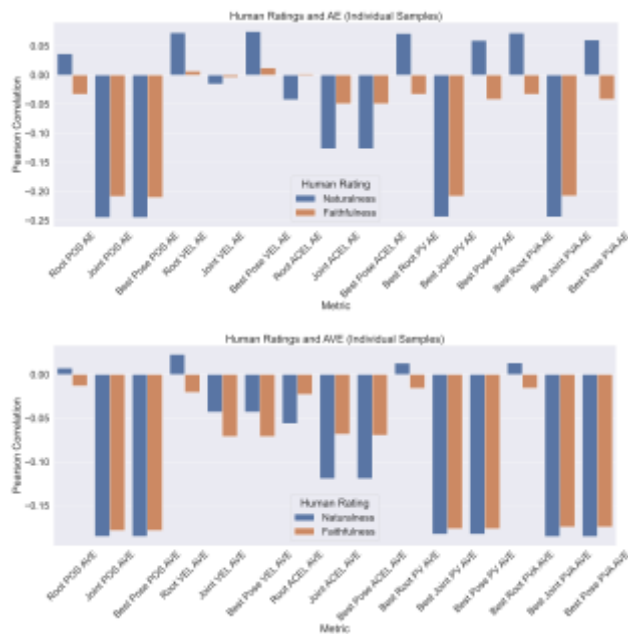 Human Ratings and AE (Individual Samples)
0.05
0.00
−0.05
−0.10
−0.15
−0.20
−0.25
Pearson Correlation
Human Rating
Naturalness
Faithfulness
Root POS AE
Joint POS AE
Best Pose POS AE
Root VEL AE
Joint VEL AE
Best Pose VEL AE
Root ACEL AE
Joint ACEL AE
Best Pose ACEL AE
Best Root PV AE
Best Joint PV AE
Best Pose PV AE
Best Root PVA AE
Best Joint PVA AE
Best Pose PVA AE
Metric
Human Ratings and AVE (Individual Samples)
0.00
−0.05
−0.10
−0.15
Pearson Correlation
Human Rating
Naturalness
Faithfulness
Root POS AVE
Joint POS AVE
Best Pose POS AVE
Root VEL AVE
Joint VEL AVE
Best Pose VEL AVE
Root ACEL AVE
Joint ACEL AVE
Best Pose ACEL AVE
Best Root PV AVE
Best Joint PV AVE
Best Pose PV AVE
Best Root PVA AVE
Best Joint PVA AVE
Best Pose PVA AVE
Metric